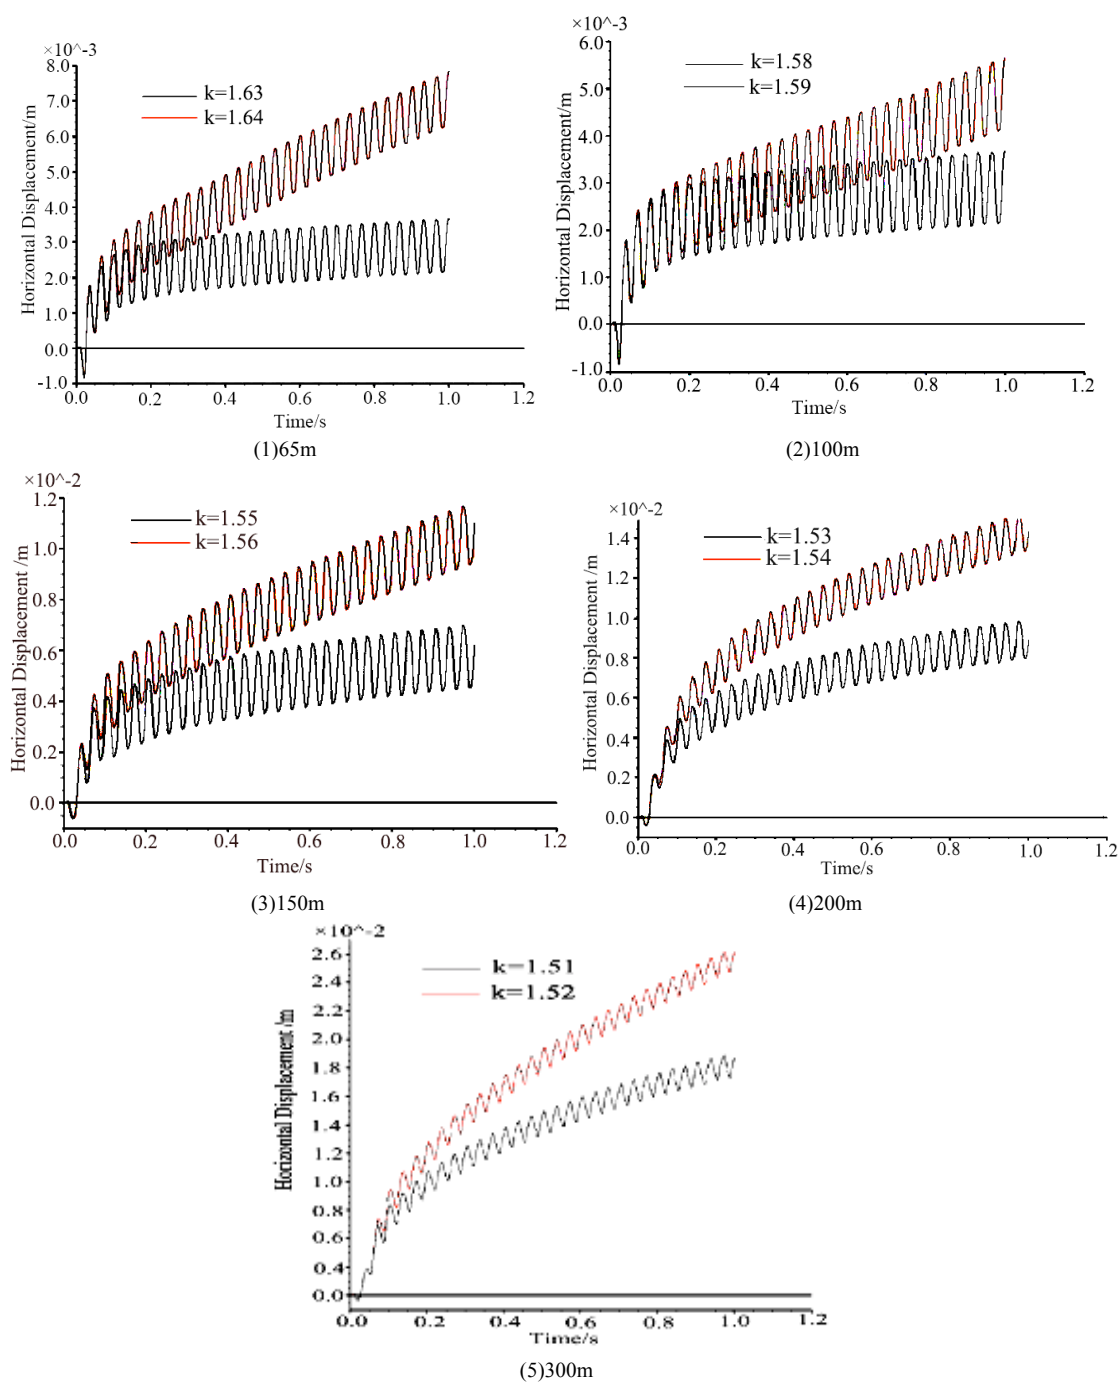 ×10^-3
8.0
7.0
6.0
5.0
4.0
3.0
2.0
1.0
0.0
-1.0
Horizontal Displacement/m
k=1.63
k=1.64
0.0 0.2 0.4 0.6 0.8 1.0 1.2
Time/s
(1)65m
×10^-3
6.0
5.0
4.0
3.0
2.0
1.0
0.0
-1.0
Horizontal Displacement/m
k=1.58
k=1.59
0.0 0.2 0.4 0.6 0.8 1.0 1.2
Time/s
(2)100m
×10^-2
1.2
1.0
0.8
0.6
0.4
0.2
0.0
Horizontal Displacement /m
k=1.55
k=1.56
0.0 0.2 0.4 0.6 0.8 1.0 1.2
Time/s
(3)150m
×10^-2
1.4
1.2
1.0
0.8
0.6
0.4
0.2
0.0
Horizontal Displacement /m
k=1.53
k=1.54
0.0 0.2 0.4 0.6 0.8 1.0 1.2
Time/s
(4)200m
×10^-2
2.6
2.4
2.2
2.0
1.8
1.6
1.4
1.2
1.0
0.8
0.6
0.4
0.0
Horizontal Displacement /m
k=1.51
k=1.52
0.0 0.2 0.4 0.6 0.8 1.0 1.2
Time/s
(5)300m